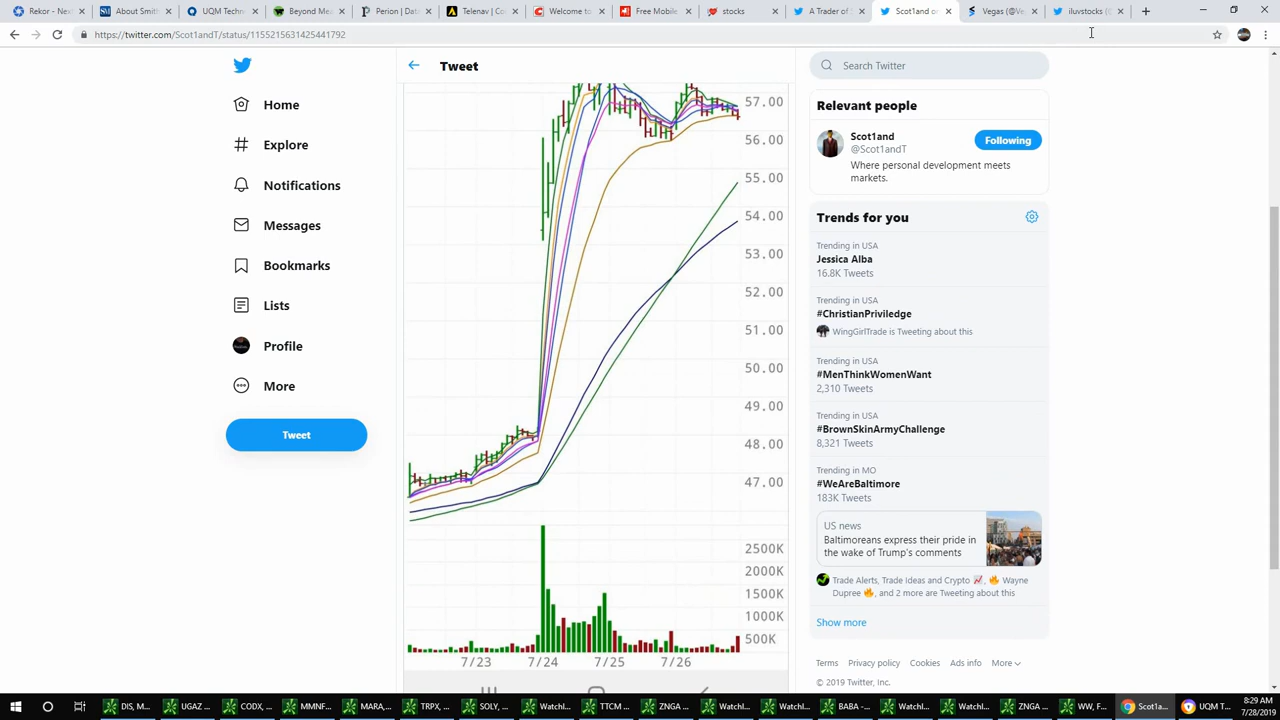 Rekor - Nex
About Smith
UQM Techn
Beyond Mea
Perion | Dat
Telenav | Co
Welcome to
Free Mobile
stocks
A Trader of
Scot1and o
Vegas (@Ve
iluvstocks (
https://twitter.com/Scot1andT/status/1155215631425441792
Home
Explore
Notifications
Messages
Bookmarks
Lists
Profile
More
Tweet
Tweet
57.00
56.00
55.00
54.00
53.00
52.00
51.00
50.00
49.00
48.00
47.00
2500K
2000K
1500K
1000K
500K
7/23 7/24 7/25 7/26
Search Twitter
Relevant people
Scot1and
@Scot1andT
Following
Where personal development meets
markets.
Trends for you
Trending in USA
Jessica Alba
16.8K Tweets
Trending in USA
#ChristianPriviledge
WingGirlTrade is Tweeting about this
Trending in USA
#MenThinkWomenWant
2,310 Tweets
Trending in USA
#BrownSkinArmyChallenge
8,321 Tweets
Trending in MO
#WeAreBaltimore
183K Tweets
US news
Baltimoreans express their pride in
the wake of Trump's comments
Trade Alerts, Trade Ideas and Crypto 📈, 🔥 Wayne
Dupree 🔥, and 2 more are Tweeting about this
Show more
Terms Privacy policy Cookies Ads info More
© 2019 Twitter, Inc.
DIS, M...
UGAZ ...
CODX, ...
MMNF...
MARA,...
TRPX, ...
SOLY, ...
Watchl...
TTCM ...
ZNGA ...
Watchl...
Watchl...
BABA -...
Watchl...
Watchl...
ZNGA ...
WW, F...
Scot1a...
UQM T...
8:29 AM
7/28/2019